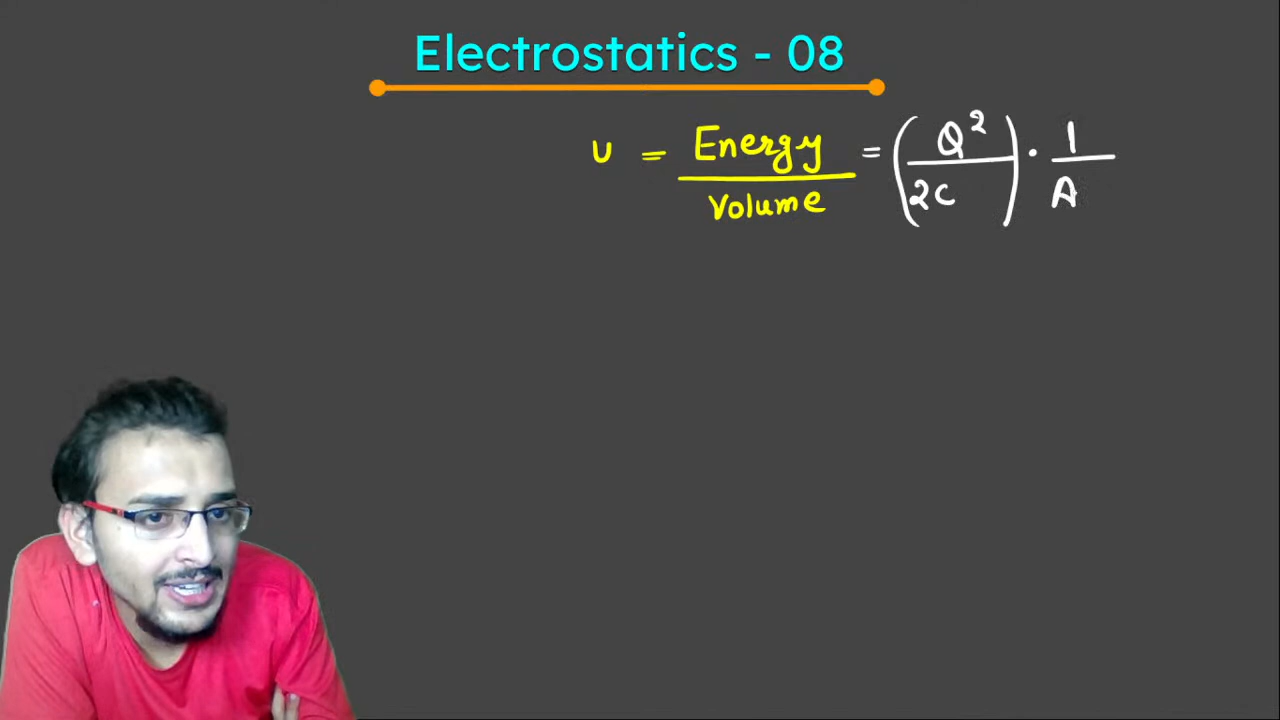 Electrostatics - 08
u = Energy / Volume = (Q² / 2C) · 1 / A